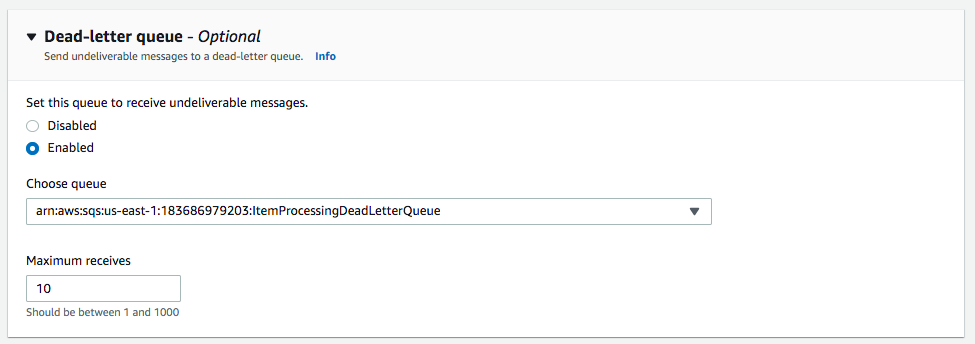 Dead-letter queue - Optional
Send undeliverable messages to a dead-letter queue. Info
Set this queue to receive undeliverable messages.
Disabled
Enabled
Choose queue
arn:aws:sqs:us-east-1:183686979203:ItemProcessingDeadLetterQueue
Maximum receives
10
Should be between 1 and 1000